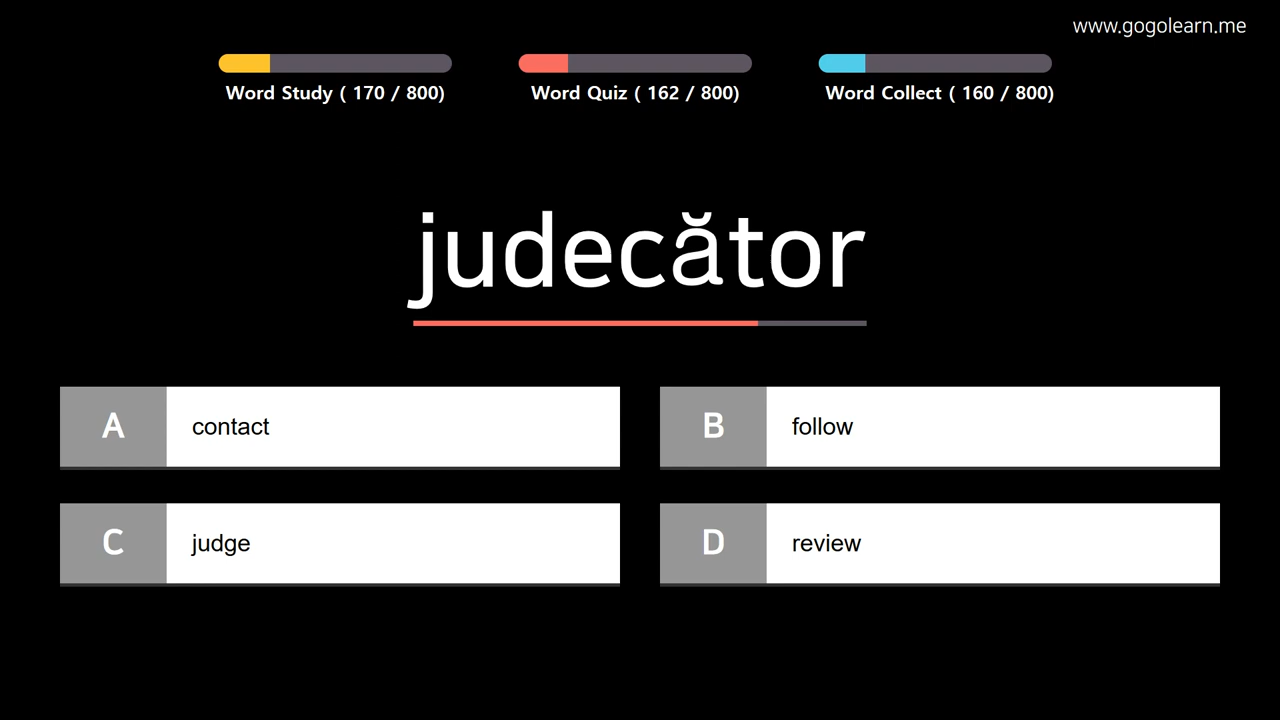 www.gogolearn.me
Word Study ( 170 / 800)
Word Quiz ( 162 / 800)
Word Collect ( 160 / 800)
judecător
A contact
B follow
C judge
D review